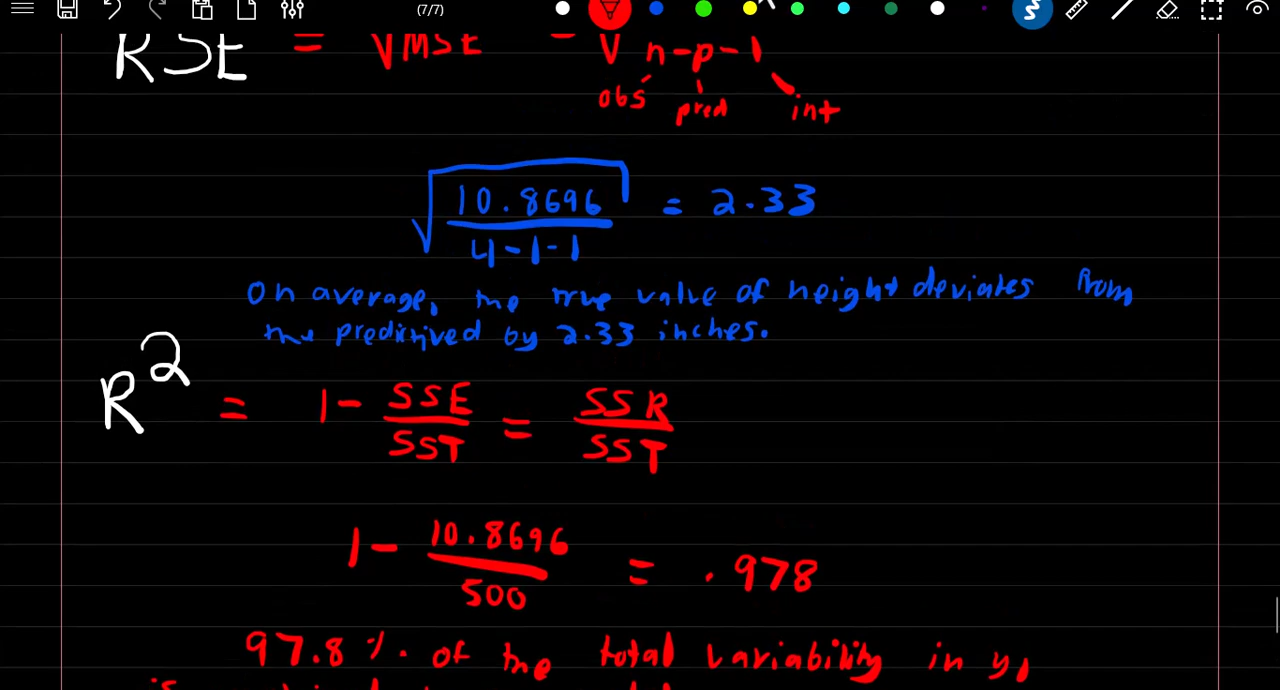 (7/7)
RSE = √MSE = √ n-p-1
obs pred int
√ 10.8696 / 4-1-1 = 2.33
On average, the true value of height deviates from
the predictived by 2.33 inches.
R² = 1 - SSE/SST = SSR/SST
1 - 10.8696/500 = .978
97.8% of the total variability in y,
is